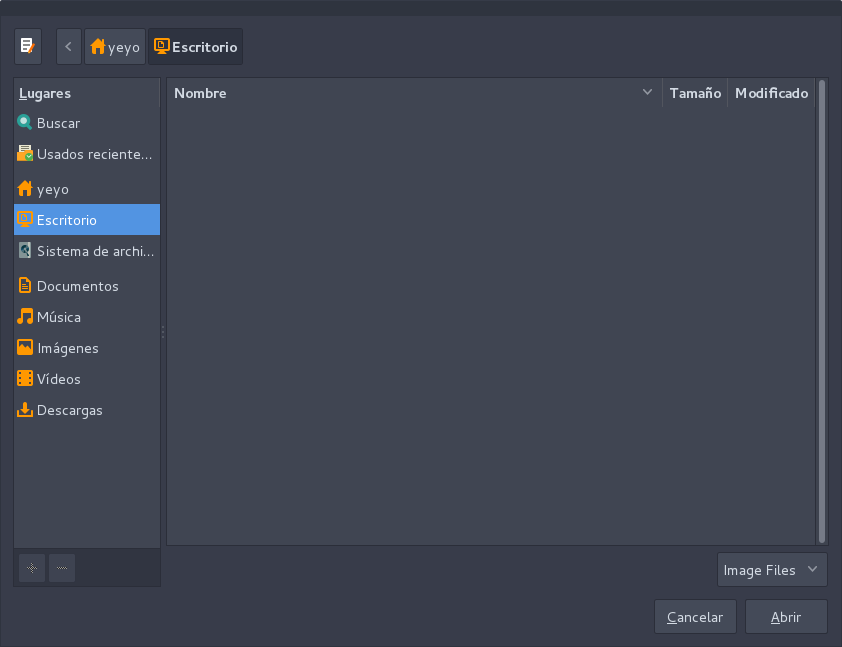 yeyo
Escritorio
Lugares
Buscar
Usados reciente...
yeyo
Escritorio
Sistema de archi...
Documentos
Música
Imágenes
Vídeos
Descargas
Nombre
Tamaño
Modificado
Image Files
Cancelar
Abrir